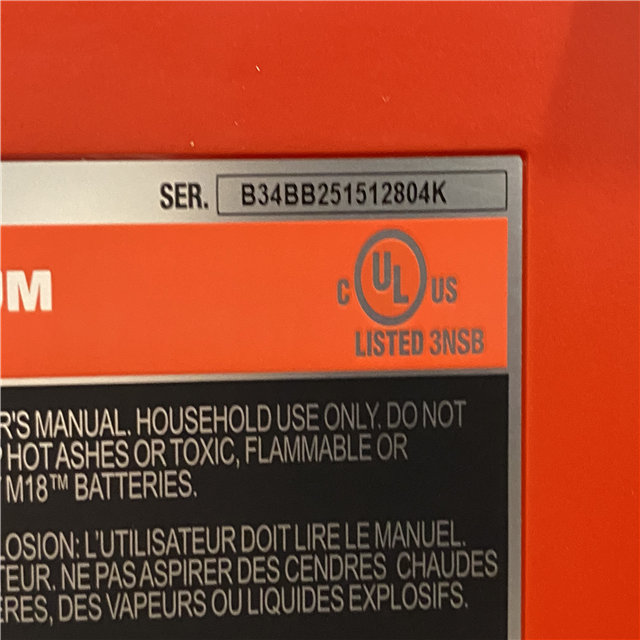 SER. B34BB251512804K
UM
C UL US
LISTED 3NSB
R'S MANUAL. HOUSEHOLD USE ONLY. DO NOT
HOT ASHES OR TOXIC, FLAMMABLE OR
M18™ BATTERIES.
LOSION: L'UTILISATEUR DOIT LIRE LE MANUEL.
TEUR. NE PAS ASPIRER DES CENDRES CHAUDES
ÈRES, DES VAPEURS OU LIQUIDES EXPLOSIFS.